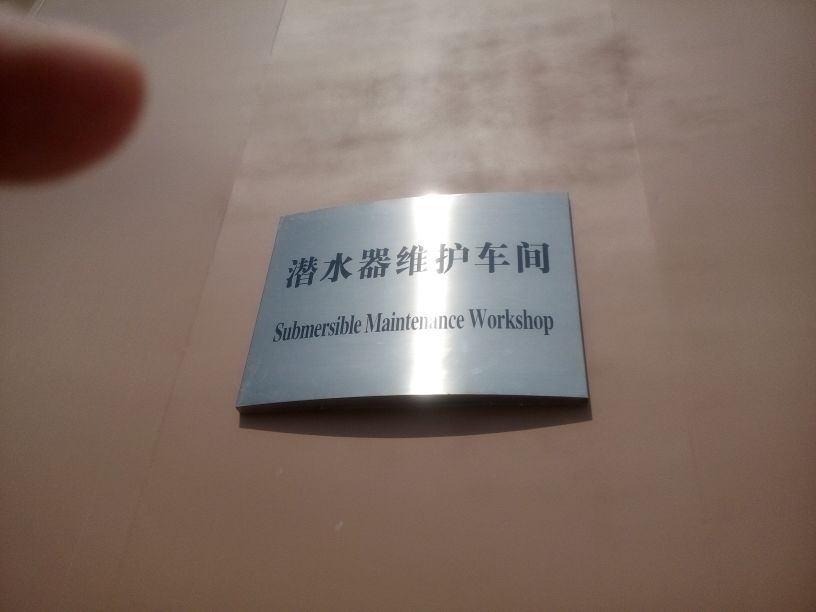 潜水器维护车间
Submersible Maintenance Workshop